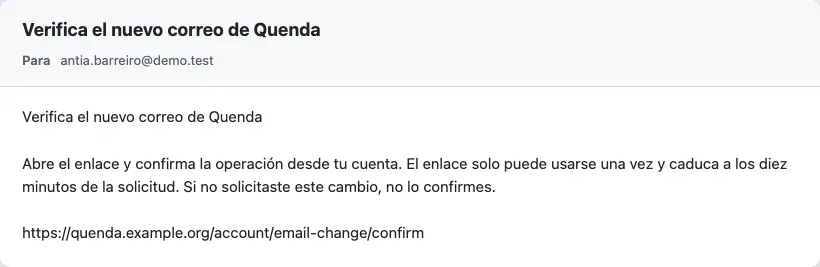 Verifica el nuevo correo de Quenda
Para antia.barreiro@demo.test
Verifica el nuevo correo de Quenda
Abre el enlace y confirma la operación desde tu cuenta. El enlace solo puede usarse una vez y caduca a los diez
minutos de la solicitud. Si no solicitaste este cambio, no lo confirmes.
https://quenda.example.org/account/email-change/confirm